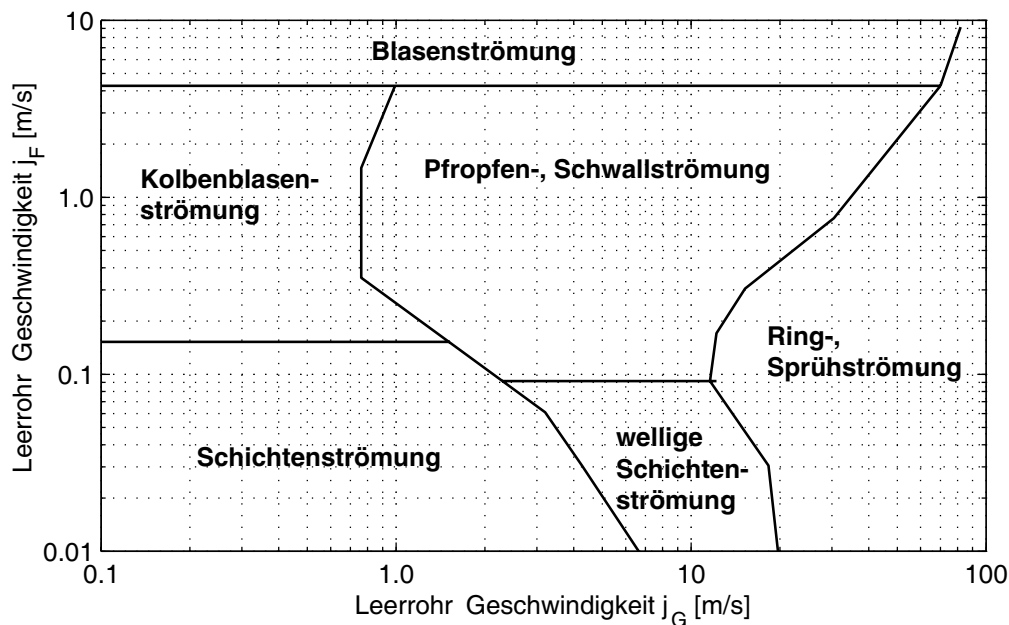 10
1.0
0.1
0.01
Leerrohr Geschwindigkeit j_F [m/s]
Blasenströmung
Kolbenblasen-
strömung
Pfropfen-, Schwallströmung
Ring-,
Sprühströmung
Schichtenströmung
wellige
Schichten-
strömung
0.1 1.0 10 100
Leerrohr Geschwindigkeit j_G [m/s]